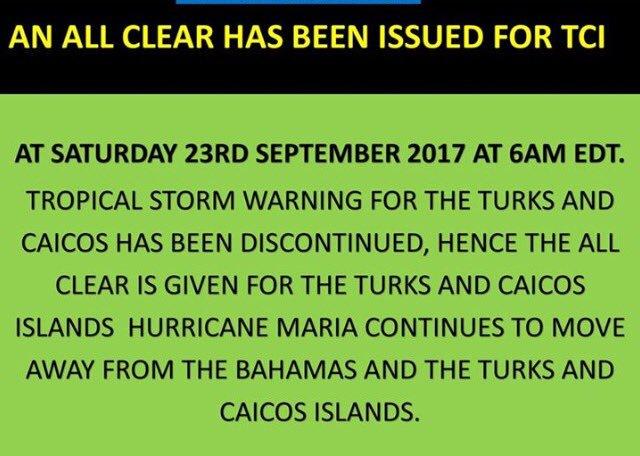 AN ALL CLEAR HAS BEEN ISSUED FOR TCI
AT SATURDAY 23RD SEPTEMBER 2017 AT 6AM EDT.
TROPICAL STORM WARNING FOR THE TURKS AND
CAICOS HAS BEEN DISCONTINUED, HENCE THE ALL
CLEAR IS GIVEN FOR THE TURKS AND CAICOS
ISLANDS  HURRICANE MARIA CONTINUES TO MOVE
AWAY FROM THE BAHAMAS AND THE TURKS AND
CAICOS ISLANDS.